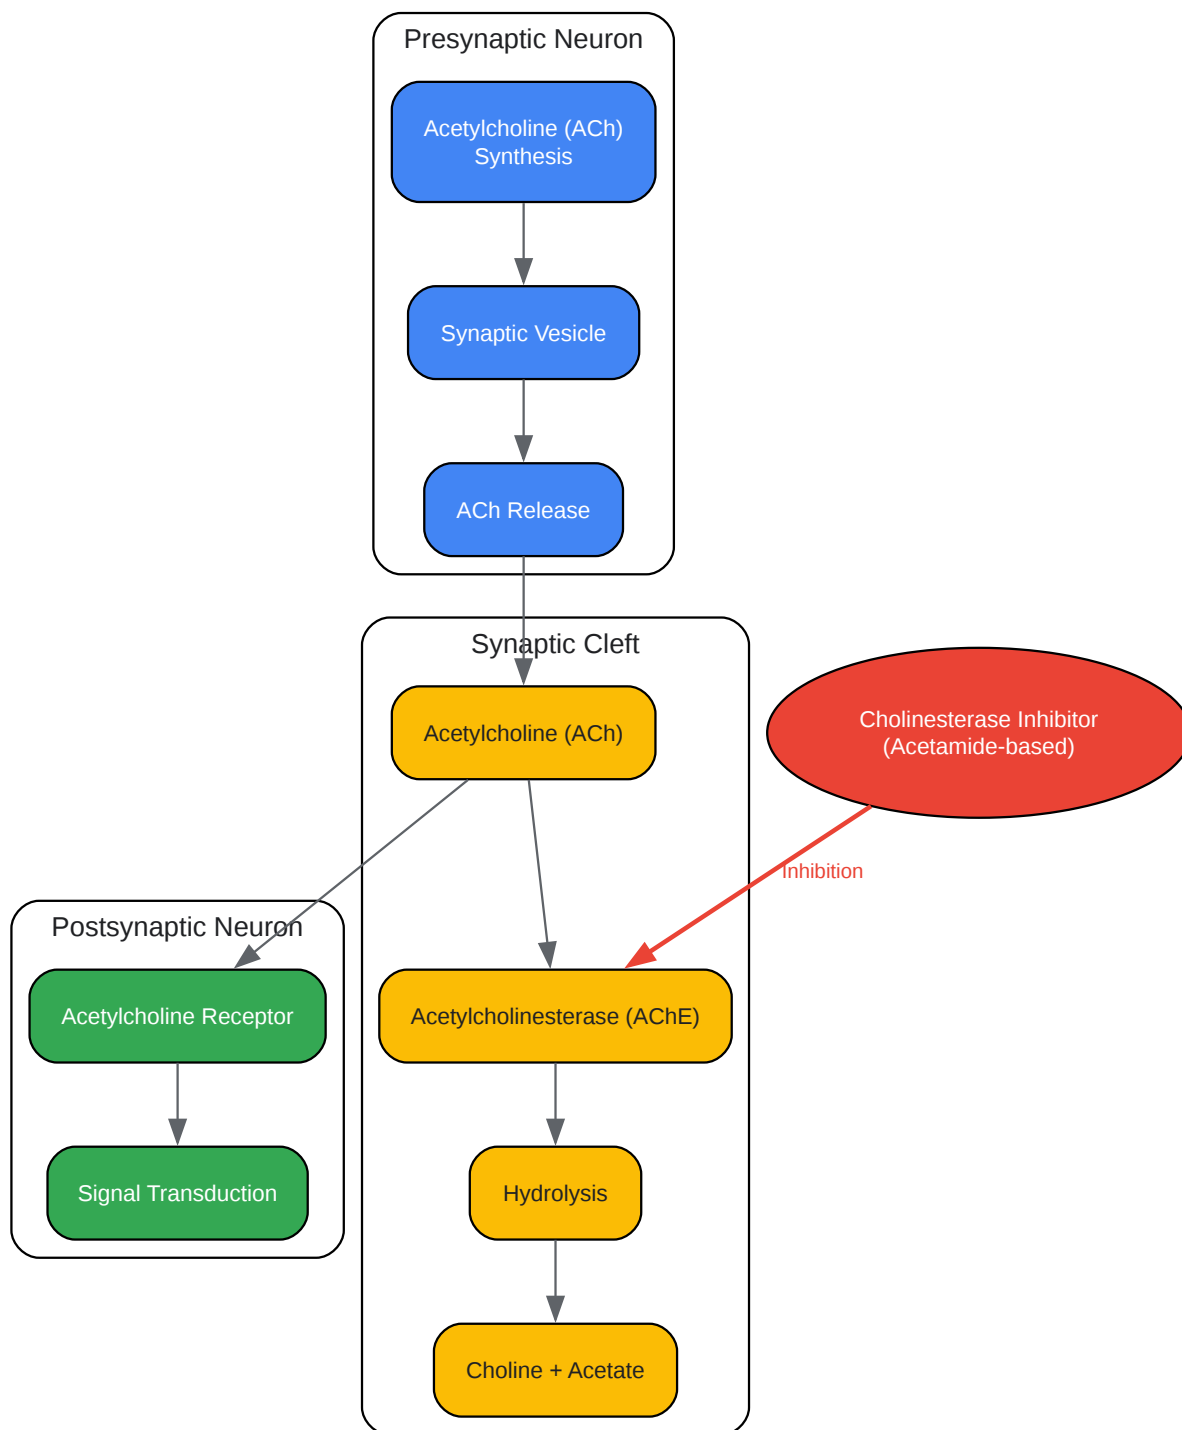 Presynaptic Neuron
Acetylcholine (ACh)
Synthesis
Synaptic Vesicle
ACh Release
Synaptic Cleft
Acetylcholine (ACh)
Cholinesterase Inhibitor
(Acetamide-based)
Inhibition
Postsynaptic Neuron
Acetylcholine Receptor
Acetylcholinesterase (AChE)
Signal Transduction
Hydrolysis
Choline + Acetate